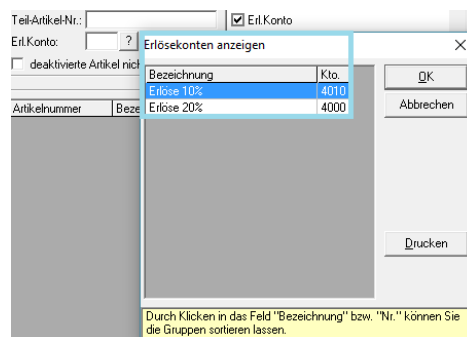 Teil-Artikel-Nr.:
Erl.Konto
Erl.Konto: ?
deaktivierte Artikel nich
Artikelnummer Beze
Erlösekonten anzeigen
Bezeichnung Kto.
Erlöse 10% 4010
Erlöse 20% 4000
OK
Abbrechen
Drucken
Durch Klicken in das Feld "Bezeichnung" bzw. "Nr." können Sie
die Gruppen sortieren lassen.